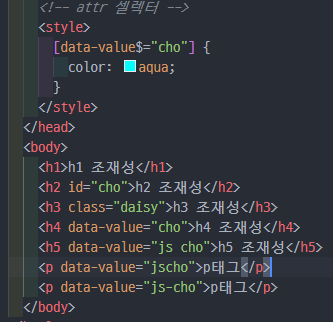 <!-- attr 셀렉터 -->
<style>
[data-value$="cho"] {
color: aqua;
}
</style>
</head>
<body>
<h1>h1 조재성</h1>
<h2 id="cho">h2 조재성</h2>
<h3 class="daisy">h3 조재성</h3>
<h4 data-value="cho">h4 조재성</h4>
<h5 data-value="js cho">h5 조재성</h5>
<p data-value="jscho">p태그</p>
<p data-value="js-cho">p태그</p>
</body>